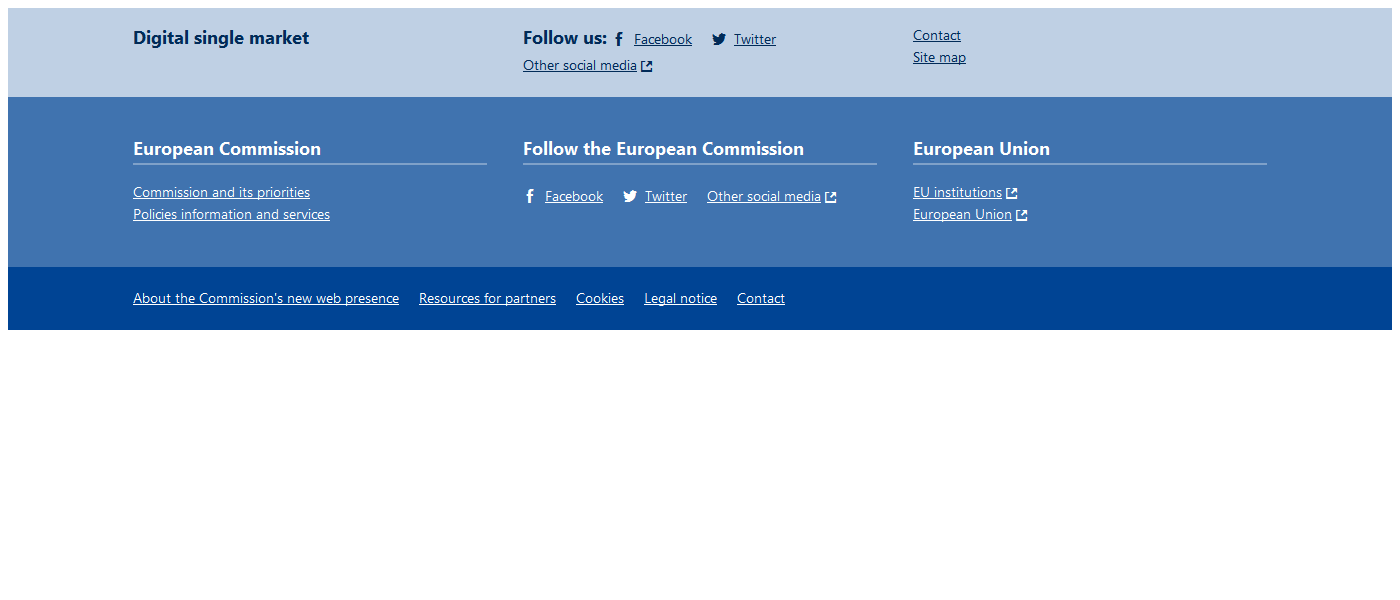 Digital single market
Follow us: Facebook Twitter
Other social media
Contact
Site map
European Commission
Commission and its priorities
Policies information and services
Follow the European Commission
Facebook Twitter Other social media
European Union
EU institutions
European Union
About the Commission's new web presence Resources for partners Cookies Legal notice Contact